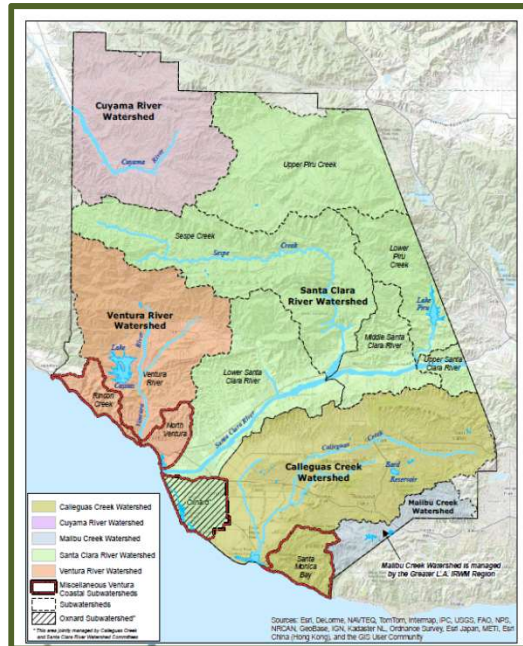 Cuyama River
Watershed
Cuyama
River
Upper Piru Creek
Sespe Creek
Sespe
Creek
Lower
Piru
Creek
Santa Clara
River Watershed
Lake
Piru
Ventura River
Watershed
Middle Santa
Clara River
Upper Santa
Clara River
Lake
Casitas
River
Ventura
River
Ventura
Lower Santa
Clara River
Rincon
Creek
North
Ventura
Santa Clara River
Calleguas
Creek
Calleguas Creek
Watershed
Bard
Reservoir
Oxnard
Malibu Creek
Watershed
Santa
Monica
Bay
Malibu Creek Watershed is managed
by the Greater L.A. IRWM Region
Calleguas Creek Watershed
Cuyama River Watershed
Malibu Creek Watershed
Santa Clara River Watershed
Ventura River Watershed
Miscellaneous Ventura
Coastal Subwatersheds
Subwatersheds
Oxnard Subwatershed*
* This area jointly managed by Calleguas Creek
and Santa Clara River Watershed Committees
Sources: Esri, DeLorme, NAVTEQ, TomTom, Intermap, iPC, USGS, FAO, NPS,
NRCAN, GeoBase, IGN, Kadaster NL, Ordnance Survey, Esri Japan, METI, Esri
China (Hong Kong), and the GIS User Community